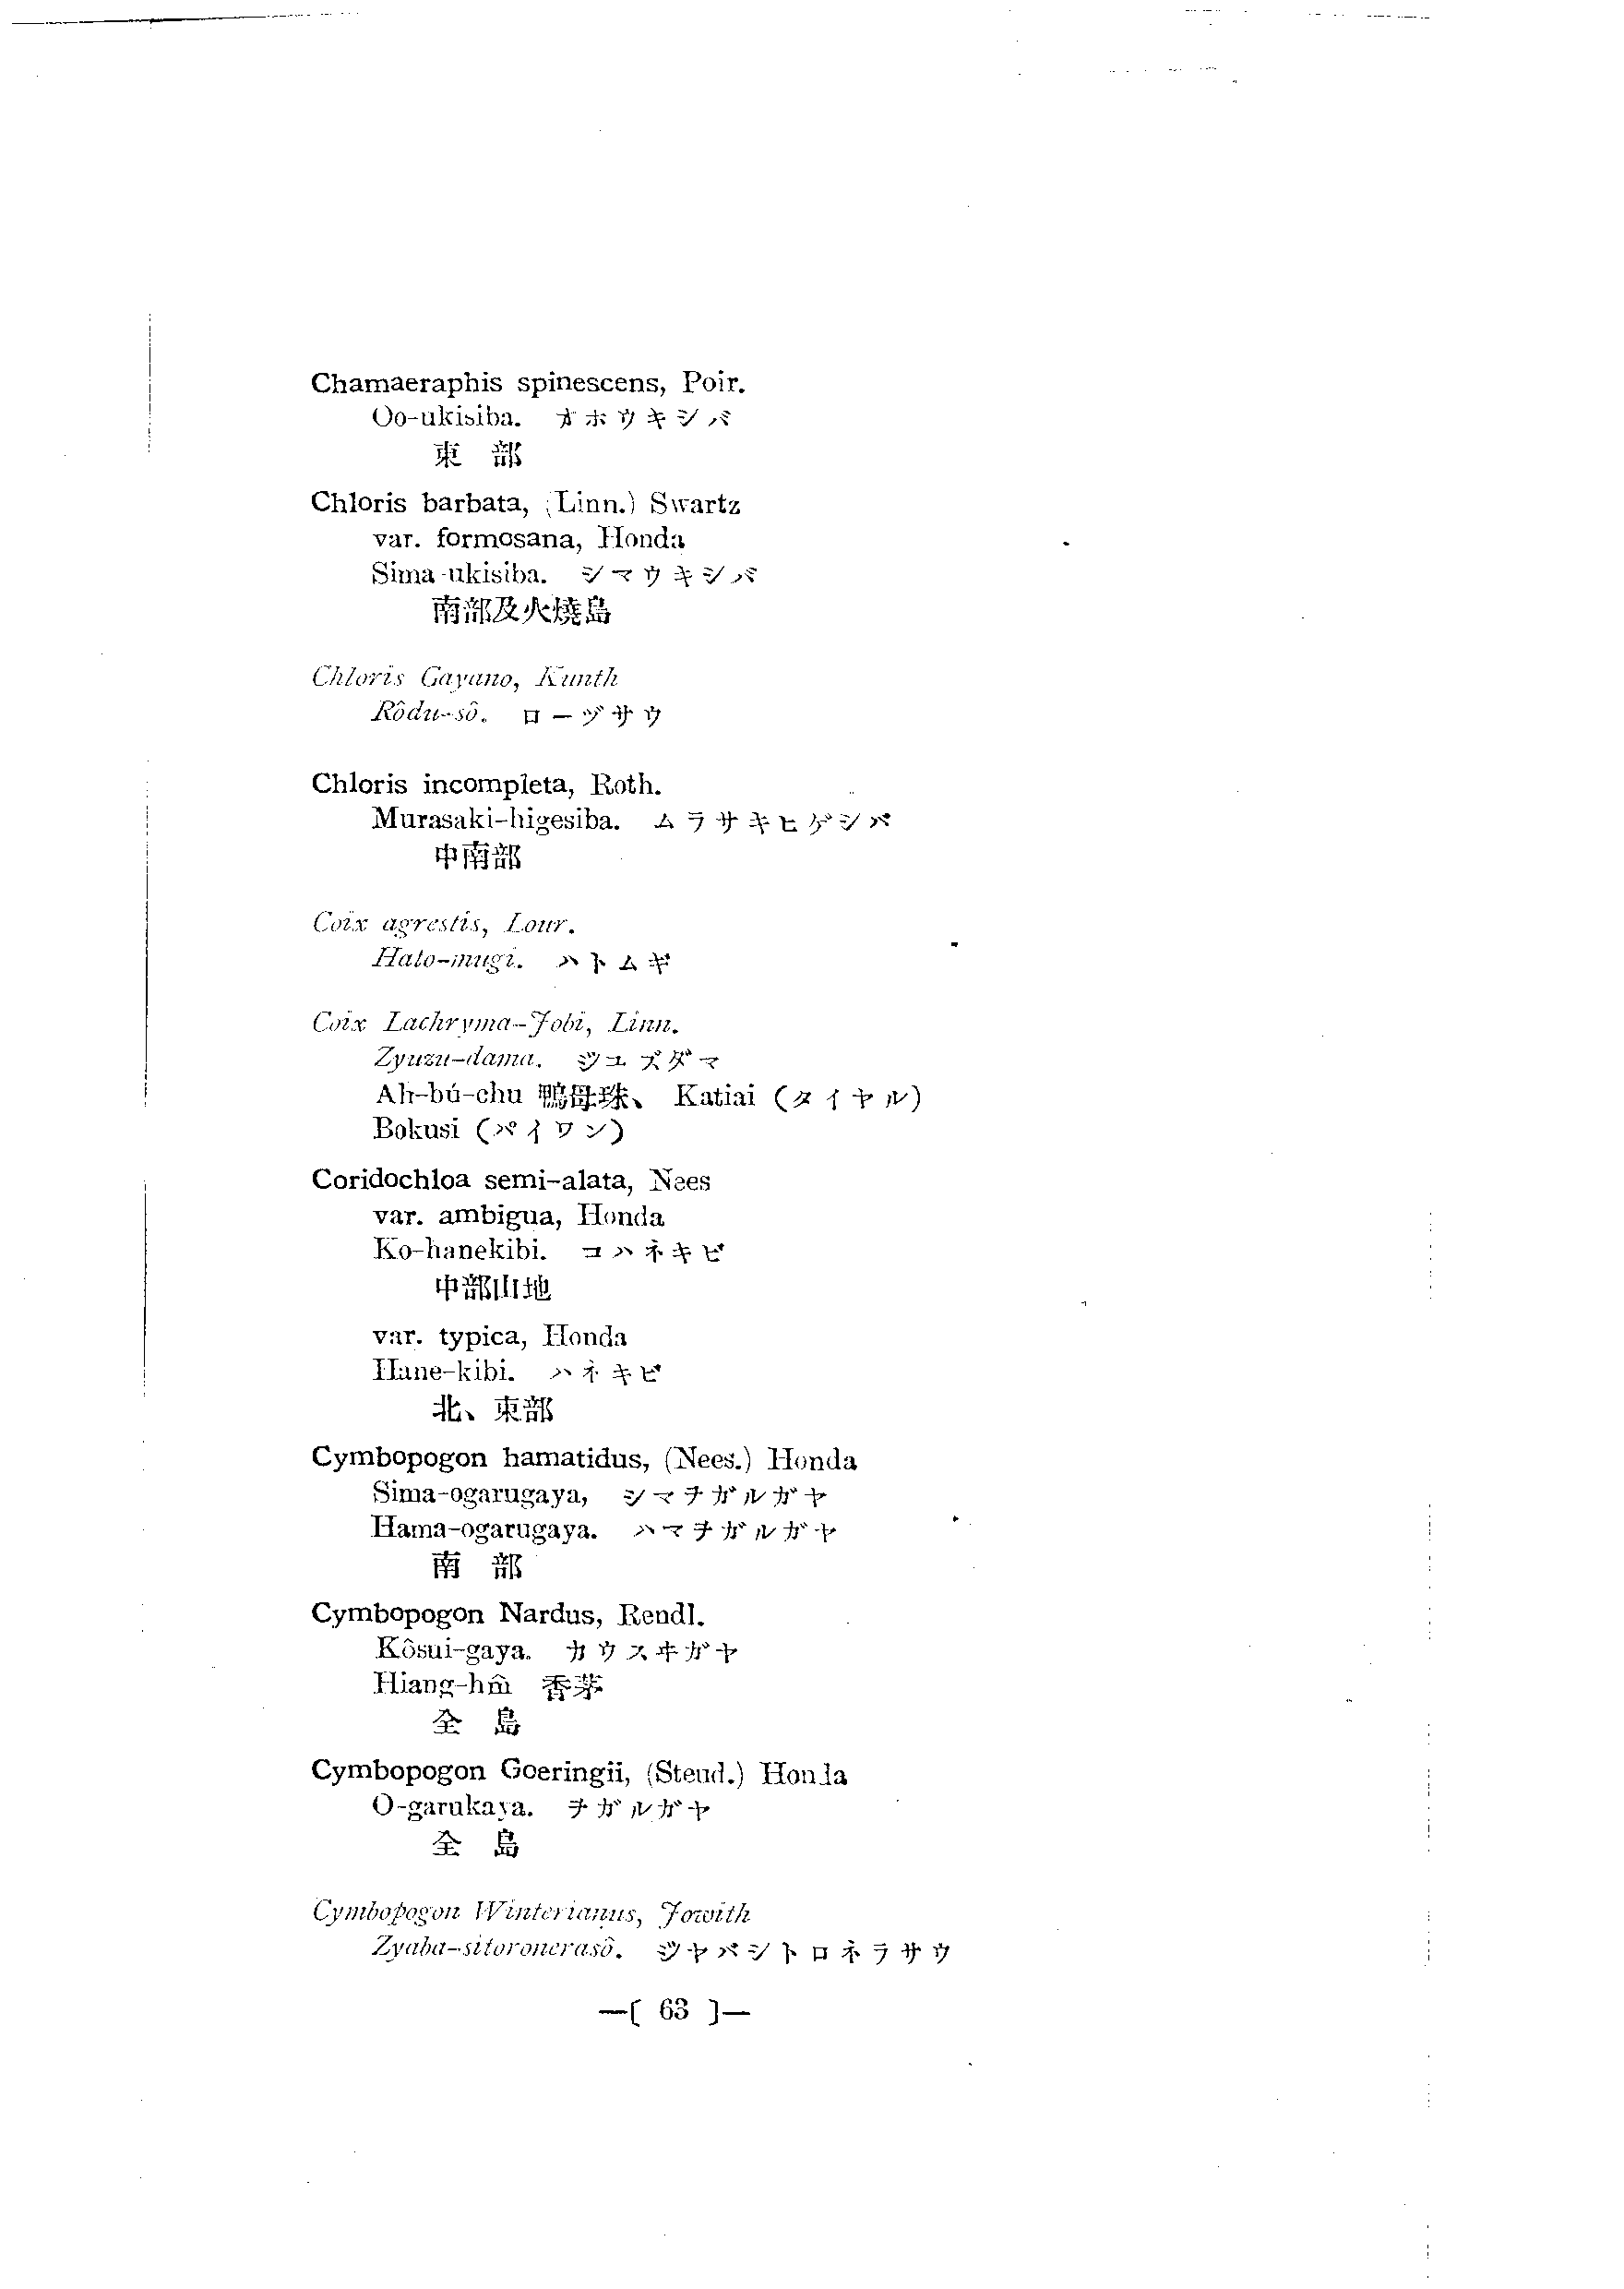 Chamaeraphis spinescens, Poir.
Oo-ukisiba. オホウキシバ
東 部
Chloris barbata, (Linn.) Swartz
var. formosana, Honda
Sima-ukisiba. シマウキシバ
南部及火燒島
Chloris Gayano, Kunth
Rôdu-sô. ローヅサウ
Chloris incompleta, Roth.
Murasaki-higesiba. ムラサキヒゲシバ
中南部
Coix agrestis, Lour.
Hato-mugi. ハトムギ
Coix Lachryma-Jobi, Linn.
Zyuzu-dama. ジユズダマ
Ah-bú-chu 鴨母珠、 Katiai (タイヤル)
Bokusi (パイワン)
Coridochloa semi-alata, Nees
var. ambigua, Honda
Ko-hanekibi. コハネキビ
中部山地
var. typica, Honda
Hane-kibi. ハネキビ
北、東部
Cymbopogon hamatidus, (Nees.) Honda
Sima-ogarugaya, シマヲガルガヤ
Hama-ogarugaya. ハマヲガルガヤ
南 部
Cymbopogon Nardus, Rendl.
Kôsui-gaya. カウスヰガヤ
Hiang-hm̂ 香茅
全 島
Cymbopogon Goeringii, (Steud.) Honda
O-garukaya. ヲガルガヤ
全 島
Cymbopogon Winterianus, Jowith
Zyaba-sitoronerasô. ジヤバシトロネラサウ
—[ 63 ]—